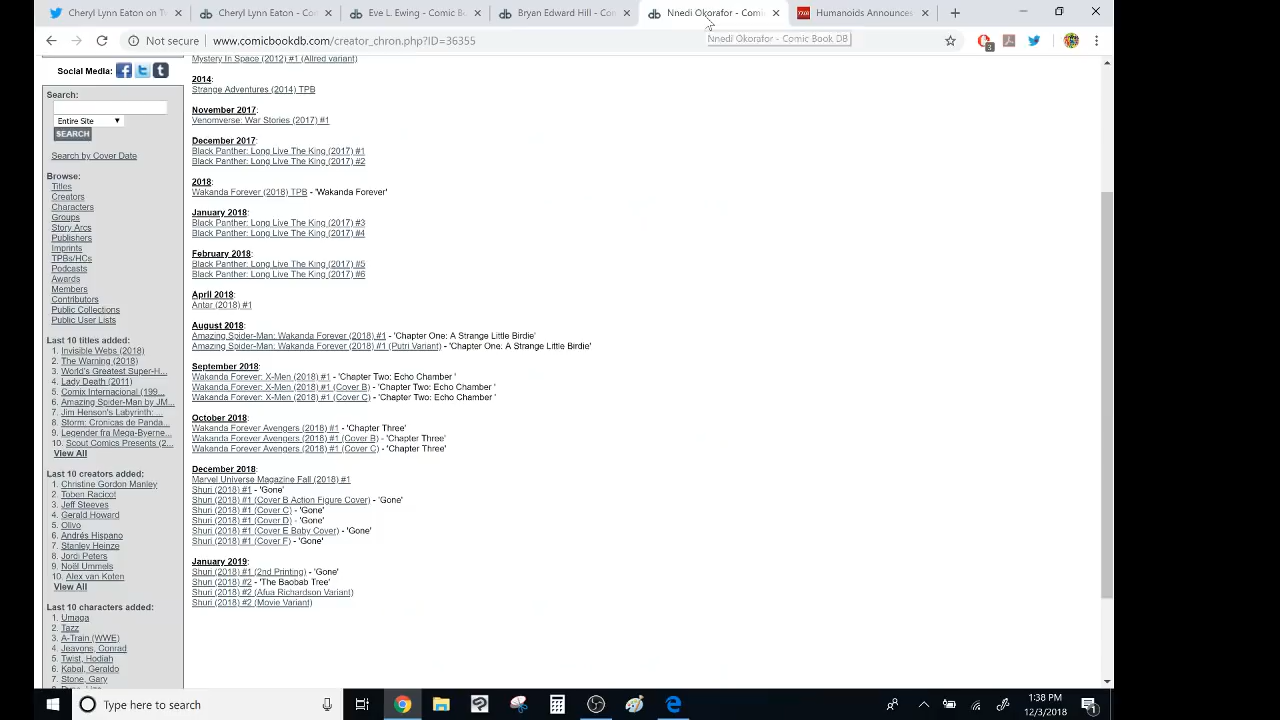 Cheryl Lynn Eaton on Tw
Cheryl Lynn Eaton - Com
Eve L. Ewing - Comic Bo
Bryan Edward Hill - Com
Nnedi Okorafor - Comic
Humanoids Announces
Not secure | www.comicbookdb.com/creator_chron.php?ID=36355
Nnedi Okorafor - Comic Book DB
3
Social Media:
Search:
Entire Site
SEARCH
Search by Cover Date
Browse:
Titles
Creators
Characters
Groups
Story Arcs
Publishers
Imprints
TPBs/HCs
Podcasts
Awards
Members
Contributors
Public Collections
Public User Lists
Last 10 titles added:
1. Invisible Webs (2018)
2. The Warning (2018)
3. World's Greatest Super-H...
4. Lady Death (2011)
5. Comix Internacional (199...
6. Amazing Spider-Man by JM...
7. Jim Henson's Labyrinth: ...
8. Storm: Cronicas de Panda...
9. Legender fra Mega-Byerne...
10. Scout Comics Presents (2...
View All
Last 10 creators added:
1. Christine Gordon Manley
2. Toben Racicot
3. Jeff Steeves
4. Gerald Howard
5. Olivo
6. Andrés Hispano
7. Stanley Heinze
8. Jordi Peters
9. Noël Ummels
10. Alex van Koten
View All
Last 10 characters added:
1. Umaga
2. Tazz
3. A-Train (WWE)
4. Jeavons, Conrad
5. Twist, Hodiah
6. Kabal, Geraldo
7. Stone, Gary
Mystery In Space (2012) #1 (Allred variant)
2014:
Strange Adventures (2014) TPB
November 2017:
Venomverse: War Stories (2017) #1
December 2017:
Black Panther: Long Live The King (2017) #1
Black Panther: Long Live The King (2017) #2
2018:
Wakanda Forever (2018) TPB - 'Wakanda Forever'
January 2018:
Black Panther: Long Live The King (2017) #3
Black Panther: Long Live The King (2017) #4
February 2018:
Black Panther: Long Live The King (2017) #5
Black Panther: Long Live The King (2017) #6
April 2018:
Antar (2018) #1
August 2018:
Amazing Spider-Man: Wakanda Forever (2018) #1 - 'Chapter One: A Strange Little Birdie'
Amazing Spider-Man: Wakanda Forever (2018) #1 (Putri Variant) - 'Chapter One: A Strange Little Birdie'
September 2018:
Wakanda Forever: X-Men (2018) #1 - 'Chapter Two: Echo Chamber '
Wakanda Forever: X-Men (2018) #1 (Cover B) - 'Chapter Two: Echo Chamber '
Wakanda Forever: X-Men (2018) #1 (Cover C) - 'Chapter Two: Echo Chamber '
October 2018:
Wakanda Forever Avengers (2018) #1 - 'Chapter Three'
Wakanda Forever Avengers (2018) #1 (Cover B) - 'Chapter Three'
Wakanda Forever Avengers (2018) #1 (Cover C) - 'Chapter Three'
December 2018:
Marvel Universe Magazine Fall (2018) #1
Shuri (2018) #1 - 'Gone'
Shuri (2018) #1 (Cover B Action Figure Cover) - 'Gone'
Shuri (2018) #1 (Cover C) - 'Gone'
Shuri (2018) #1 (Cover D) - 'Gone'
Shuri (2018) #1 (Cover E Baby Cover) - 'Gone'
Shuri (2018) #1 (Cover F) - 'Gone'
January 2019:
Shuri (2018) #1 (2nd Printing) - 'Gone'
Shuri (2018) #2 - 'The Baobab Tree'
Shuri (2018) #2 (Afua Richardson Variant)
Shuri (2018) #2 (Movie Variant)
Type here to search
1:38 PM
12/3/2018
1